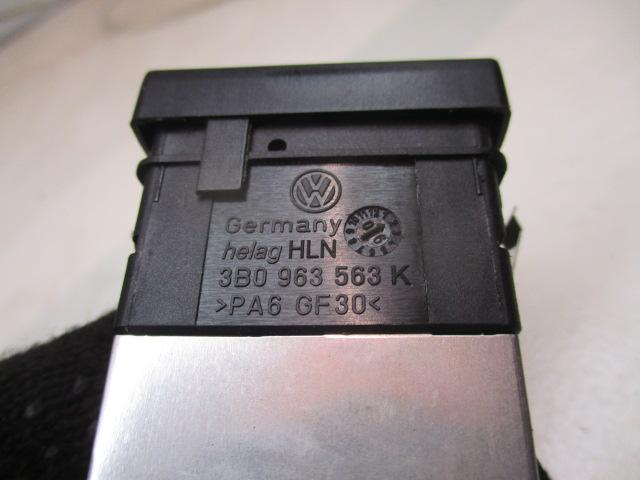 Germany
helag HLN
3B0 963 563 K
>PA6 GF30<